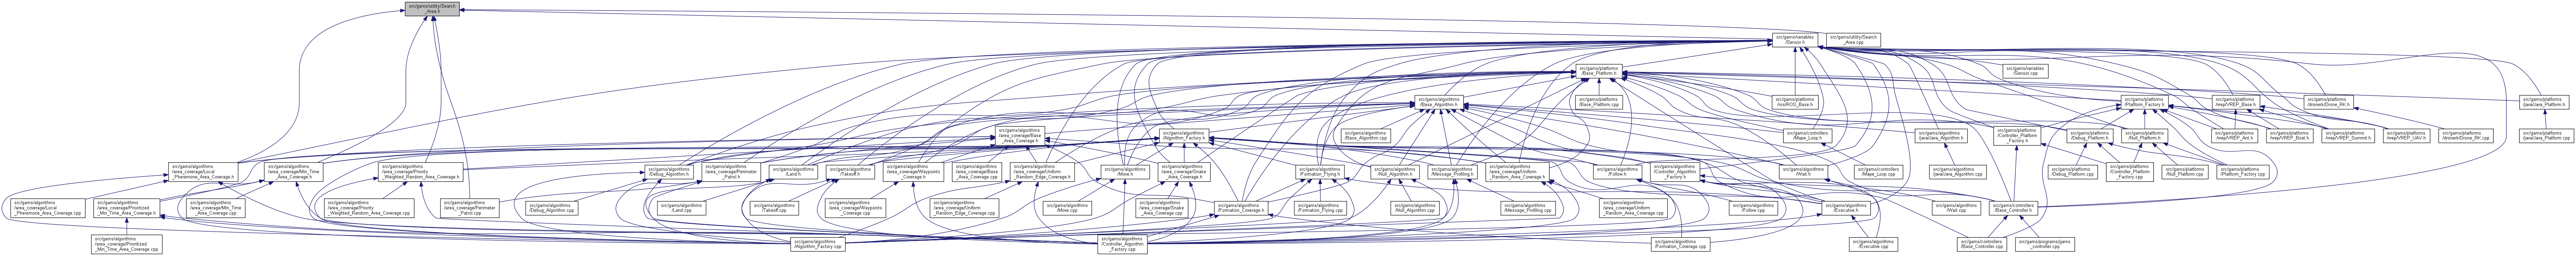 src/gams/utility/Search
_Area.h
src/gams/variables
/Sensor.h
src/gams/utility/Search
_Area.cpp
src/gams/platforms
/Base_Platform.h
src/gams/variables
/Sensor.cpp
src/gams/algorithms
/Base_Algorithm.h
src/gams/platforms
/Base_Platform.cpp
src/gams/platforms
/ros/ROS_Base.h
src/gams/platforms
/java/Java_Platform.h
src/gams/platforms
/Platform_Factory.h
src/gams/platforms
/vrep/VREP_Base.h
src/gams/platforms
/dronerk/Drone_RK.h
src/gams/algorithms
/area_coverage/Base
_Area_Coverage.h
src/gams/algorithms
/Algorithm_Factory.h
src/gams/algorithms
/Base_Algorithm.cpp
src/gams/controllers
/Mape_Loop.h
src/gams/algorithms
/java/Java_Algorithm.h
src/gams/controllers
/Controller_Platform
_Factory.h
src/gams/platforms
/Debug_Platform.h
src/gams/platforms
/Null_Platform.h
src/gams/platforms
/vrep/VREP_Ant.h
src/gams/platforms
/vrep/VREP_Boat.h
src/gams/platforms
/vrep/VREP_Summit.h
src/gams/platforms
/vrep/VREP_UAV.h
src/gams/platforms
/dronerk/Drone_RK.cpp
src/gams/platforms
/java/Java_Platform.cpp
src/gams/algorithms
/area_coverage/Local
_Pheremone_Area_Coverage.h
src/gams/algorithms
/area_coverage/Min_Time
_Area_Coverage.h
src/gams/algorithms
/area_coverage/Priority
_Weighted_Random_Area_Coverage.h
src/gams/algorithms
/Debug_Algorithm.h
src/gams/algorithms
/area_coverage/Perimeter
_Patrol.h
src/gams/algorithms
/Land.h
src/gams/algorithms
/Takeoff.h
src/gams/algorithms
/area_coverage/Waypoints
_Coverage.h
src/gams/algorithms
/area_coverage/Base
_Area_Coverage.cpp
src/gams/algorithms
/area_coverage/Uniform
_Random_Edge_Coverage.h
src/gams/algorithms
/Move.h
src/gams/algorithms
/area_coverage/Snake
_Area_Coverage.h
src/gams/algorithms
/Formation_Flying.h
src/gams/algorithms
/Null_Algorithm.h
src/gams/algorithms
/Message_Profiling.h
src/gams/algorithms
/area_coverage/Uniform
_Random_Area_Coverage.h
src/gams/algorithms
/Follow.h
src/gams/algorithms
/Controller_Algorithm
_Factory.h
src/gams/algorithms
/Wait.h
src/gams/controllers
/Mape_Loop.cpp
src/gams/algorithms
/java/Java_Algorithm.cpp
src/gams/platforms
/Debug_Platform.cpp
src/gams/platforms
/Controller_Platform
_Factory.cpp
src/gams/platforms
/Null_Platform.cpp
src/gams/platforms
/Platform_Factory.cpp
src/gams/algorithms
/area_coverage/Local
_Pheremone_Area_Coverage.cpp
src/gams/algorithms
/area_coverage/Prioritized
_Min_Time_Area_Coverage.h
src/gams/algorithms
/area_coverage/Min_Time
_Area_Coverage.cpp
src/gams/algorithms
/area_coverage/Priority
_Weighted_Random_Area_Coverage.cpp
src/gams/algorithms
/area_coverage/Perimeter
_Patrol.cpp
src/gams/algorithms
/Debug_Algorithm.cpp
src/gams/algorithms
/Land.cpp
src/gams/algorithms
/Takeoff.cpp
src/gams/algorithms
/area_coverage/Waypoints
_Coverage.cpp
src/gams/algorithms
/area_coverage/Uniform
_Random_Edge_Coverage.cpp
src/gams/algorithms
/Move.cpp
src/gams/algorithms
/area_coverage/Snake
_Area_Coverage.cpp
src/gams/algorithms
/Formation_Coverage.h
src/gams/algorithms
/Formation_Flying.cpp
src/gams/algorithms
/Null_Algorithm.cpp
src/gams/algorithms
/Message_Profiling.cpp
src/gams/algorithms
/area_coverage/Uniform
_Random_Area_Coverage.cpp
src/gams/algorithms
/Follow.cpp
src/gams/algorithms
/Executive.h
src/gams/algorithms
/Wait.cpp
src/gams/controllers
/Base_Controller.h
src/gams/algorithms
/area_coverage/Prioritized
_Min_Time_Area_Coverage.cpp
src/gams/algorithms
/Algorithm_Factory.cpp
src/gams/algorithms
/Controller_Algorithm
_Factory.cpp
src/gams/algorithms
/Formation_Coverage.cpp
src/gams/algorithms
/Executive.cpp
src/gams/controllers
/Base_Controller.cpp
src/gams/programs/gams
_controller.cpp